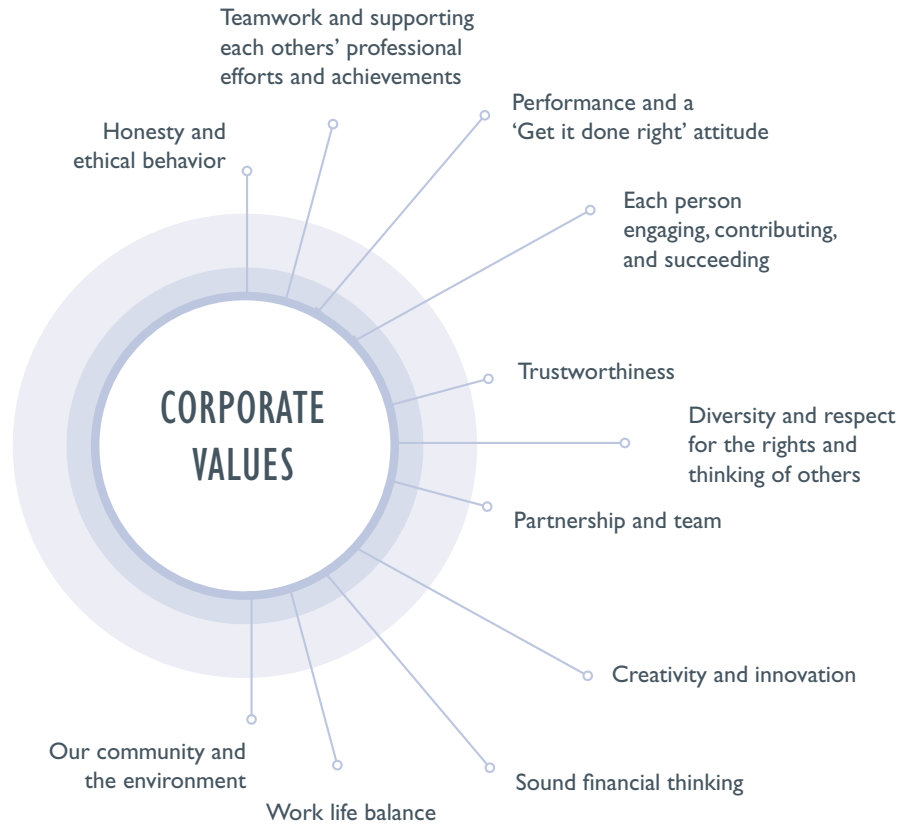 Teamwork and supporting
each others’ professional
efforts and achievements
Honesty and
ethical behavior
Performance and a
‘Get it done right’ attitude
Each person
engaging, contributing,
and succeeding
Trustworthiness
CORPORATE
VALUES
Diversity and respect
for the rights and
thinking of others
Partnership and team
Creativity and innovation
Sound financial thinking
Work life balance
Our community and
the environment